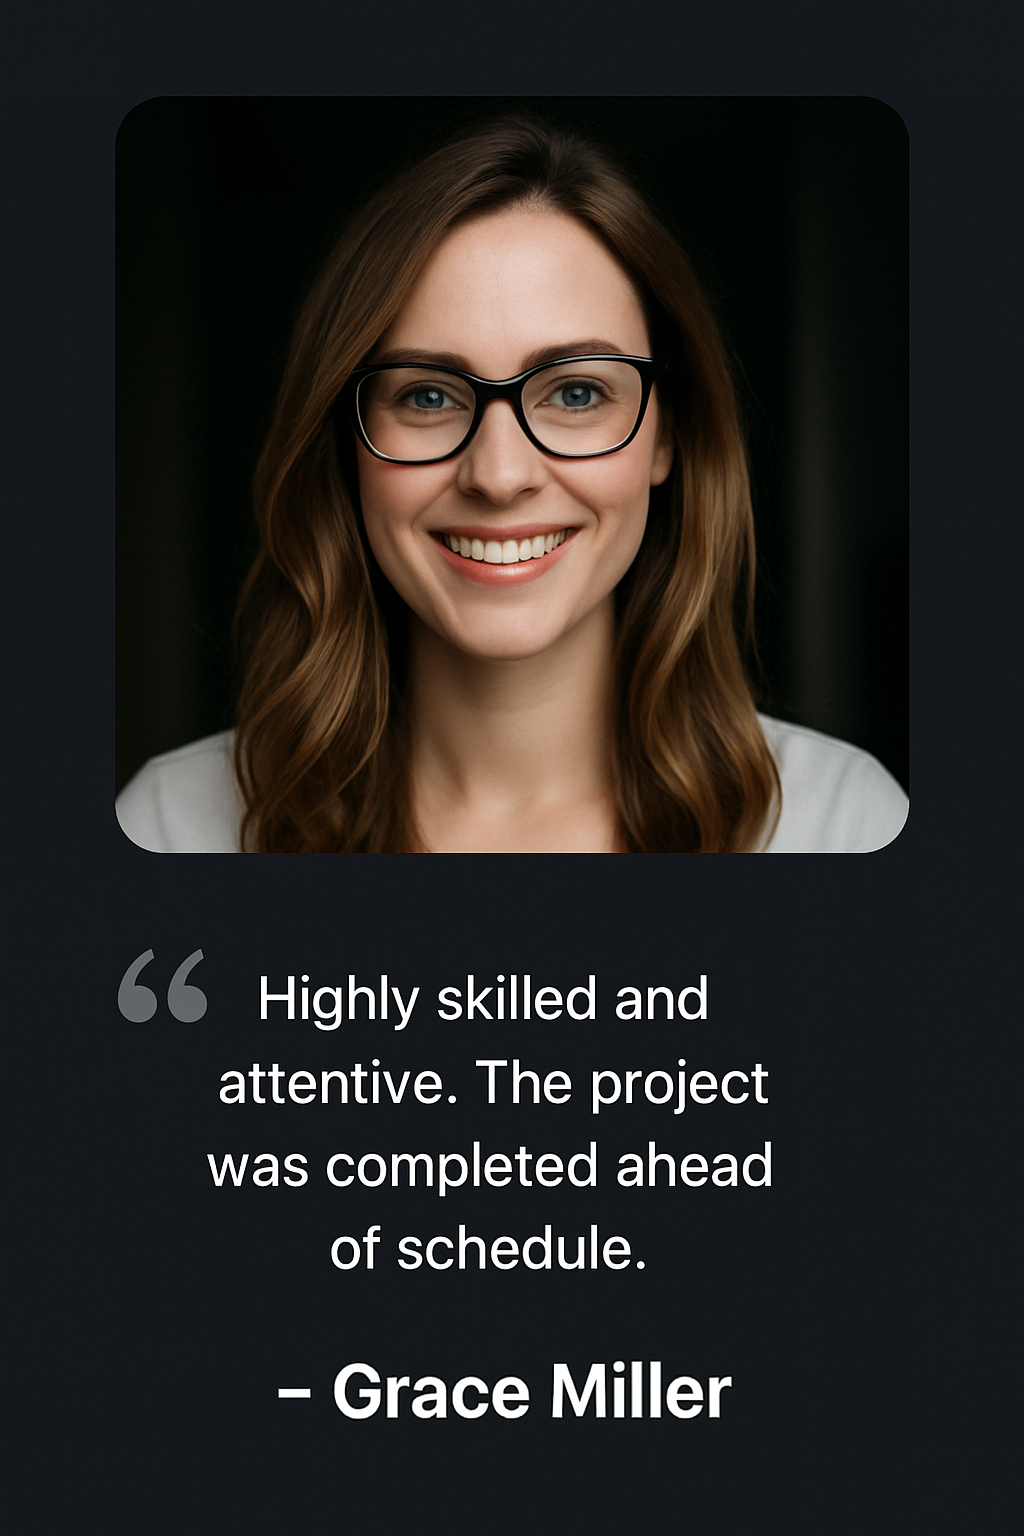 “ Highly skilled and
attentive. The project
was completed ahead
of schedule.
– Grace Miller